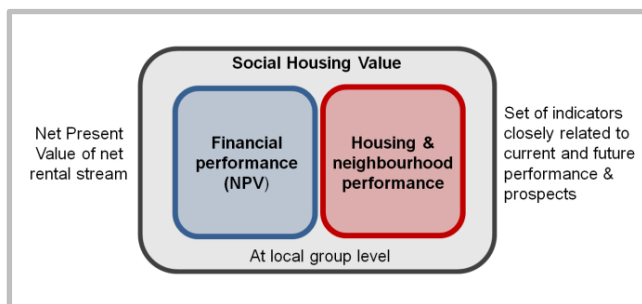 Social Housing Value
Net Present
Value of net
rental stream
Financial
performance
(NPV)
Housing &
neighbourhood
performance
Set of indicators
closely related to
current and future
performance &
prospects
At local group level